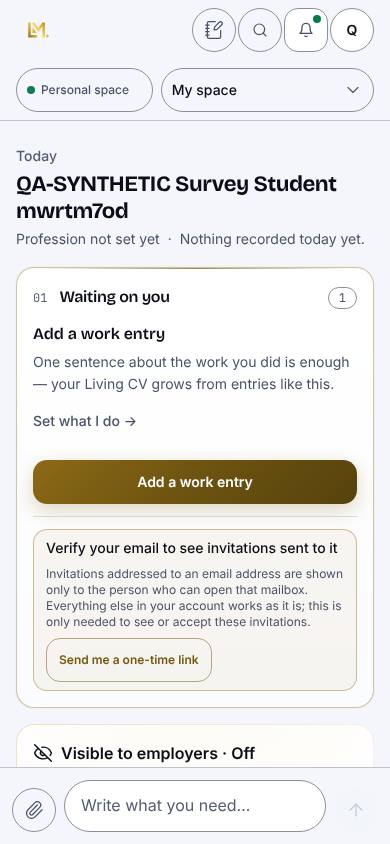 LM.
Q
Personal space
My space
Today
QA-SYNTHETIC Survey Student
mwrtm7od
Profession not set yet · Nothing recorded today yet.
01 Waiting on you 1
Add a work entry
One sentence about the work you did is enough
— your Living CV grows from entries like this.
Set what I do →
Add a work entry
Verify your email to see invitations sent to it
Invitations addressed to an email address are shown
only to the person who can open that mailbox.
Everything else in your account works as it is; this is
only needed to see or accept these invitations.
Send me a one-time link
Visible to employers · Off
Write what you need...